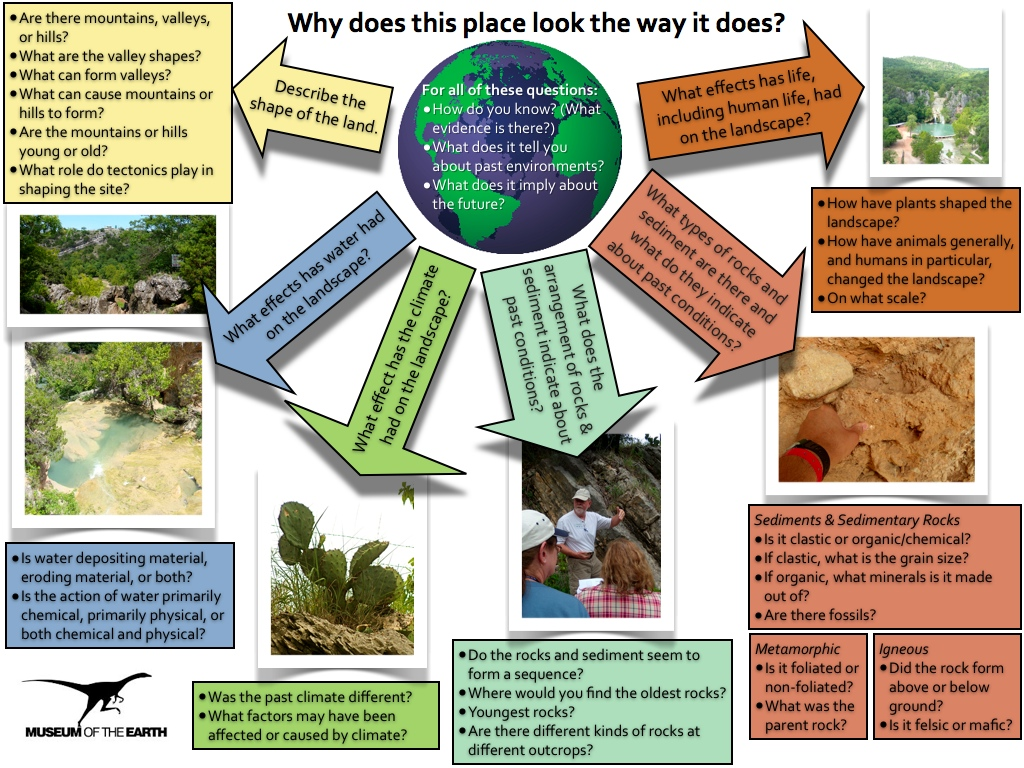 Why does this place look the way it does?
• Are there mountains, valleys,
or hills?
• What are the valley shapes?
• What can form valleys?
• What can cause mountains or
hills to form?
• Are the mountains or hills
young or old?
• What role do tectonics play in
shaping the site?
Describe the
shape of the land.
For all of these questions:
• How do you know? (What
evidence is there?)
• What does it tell you
about past environments?
• What does it imply about
the future?
What effects has life,
including human life, had
on the landscape?
• How have plants shaped the
landscape?
• How have animals generally,
and humans in particular,
changed the landscape?
• On what scale?
What effects has water had
on the landscape?
What effect has the climate
had on the landscape?
What does the
arrangement of rocks &
sediment indicate about
past conditions?
What types of rocks and
sediment are there and
what do they indicate
about past conditions?
• Is water depositing material,
eroding material, or both?
• Is the action of water primarily
chemical, primarily physical, or
both chemical and physical?
• Was the past climate different?
• What factors may have been
affected or caused by climate?
• Do the rocks and sediment seem to
form a sequence?
• Where would you find the oldest rocks?
• Youngest rocks?
• Are there different kinds of rocks at
different outcrops?
Sediments & Sedimentary Rocks
• Is it clastic or organic/chemical?
• If clastic, what is the grain size?
• If organic, what minerals is it made
out of?
• Are there fossils?
Metamorphic
• Is it foliated or
non-foliated?
• What was the
parent rock?
Igneous
• Did the rock form
above or below
ground?
• Is it felsic or mafic?
MUSEUM OF THE EARTH